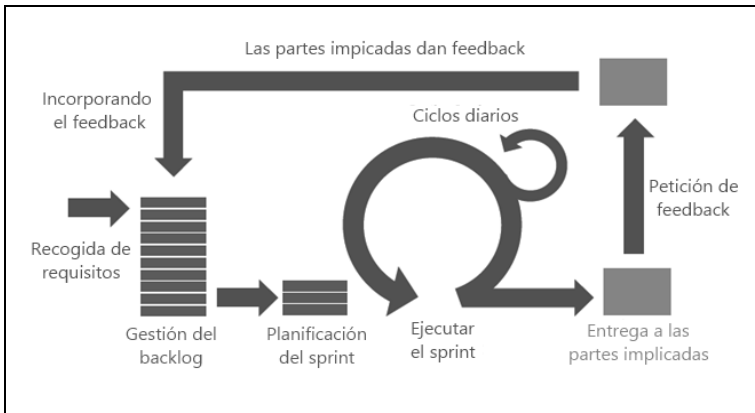 Las partes impicadas dan feedback
Incorporando
el feedback
Ciclos diarios
Petición de
feedback
Recogida de
requisitos
Gestión del
backlog
Planificación
del sprint
Ejecutar
el sprint
Entrega a las
partes implicadas